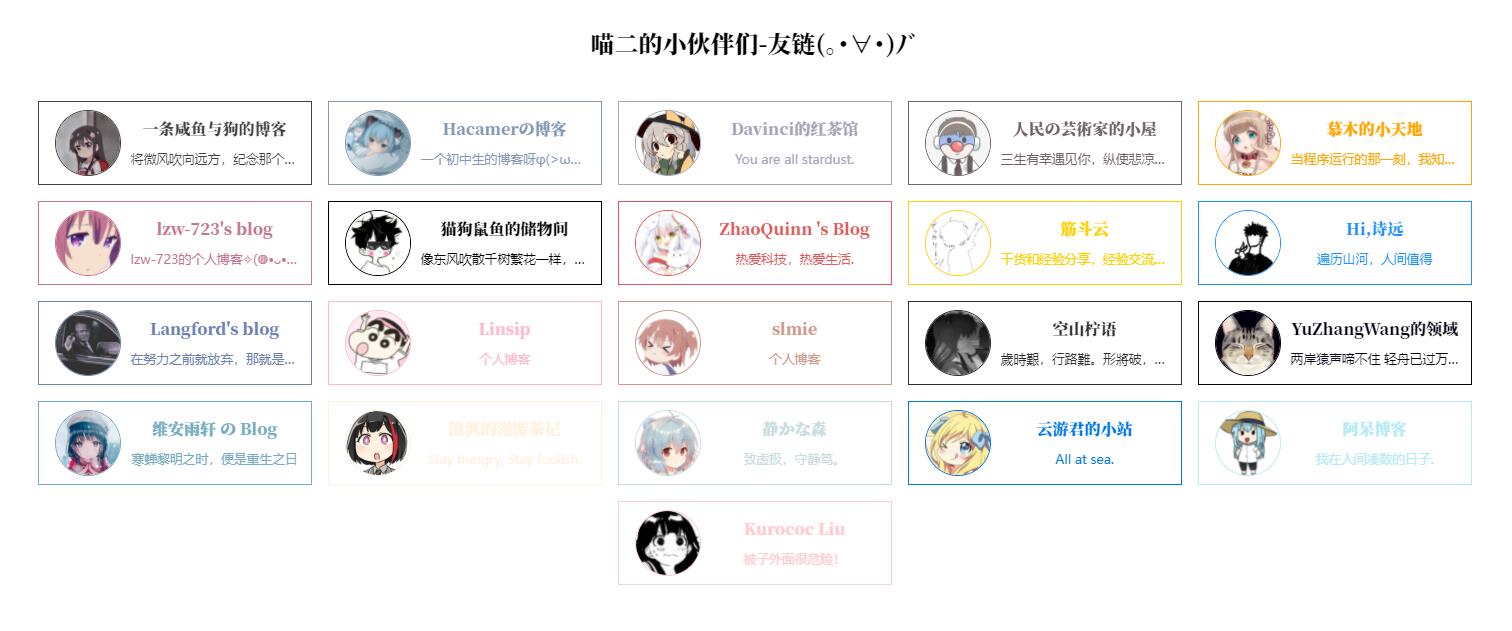 喵二的小伙伴们-友链(｡･∀･)ﾉﾞ
一条咸鱼与狗的博客
将微风吹向远方，纪念那个...
Hacamerの博客
一个初中生的博客呀φ(>ω...
Davinci的红茶馆
You are all stardust.
人民の芸術家的小屋
三生有幸遇见你，纵使悲凉...
慕木的小天地
当程序运行的那一刻，我知...
lzw-723's blog
lzw-723的个人博客✧(◍•ᴗ•...
猫狗鼠鱼的储物间
像东风吹散千树繁花一样，...
ZhaoQuinn 's Blog
热爱科技，热爱生活.
筋斗云
干货和经验分享，经验交流...
Hi,诗远
遍历山河，人间值得
Langford's blog
在努力之前就放弃，那就是...
Linsip
个人博客
slmie
个人博客
空山柠语
歲時艱，行路難。形將破，...
YuZhangWang的领域
两岸猿声啼不住 轻舟已过万...
维安雨轩 の Blog
寒蝉黎明之时，便是重生之日
澄沨的漫游茶记
Stay hungry, Stay foolish.
静かな森
致虚极，守静笃。
云游君的小站
All at sea.
阿呆博客
我在人间凑数的日子.
Kurococ Liu
被子外面很危险！